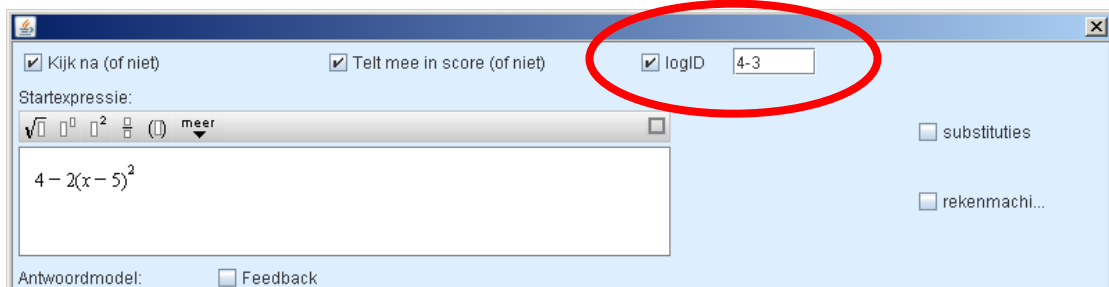 Kijk na (of niet) Telt mee in score (of niet) logID 4-3
Startexpressie:
meer
substituties
4 − 2(x − 5)²
rekenmachi...
Antwoordmodel: Feedback